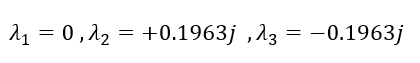 λ₁ = 0 , λ₂ = +0.1963j , λ₃ = −0.1963j